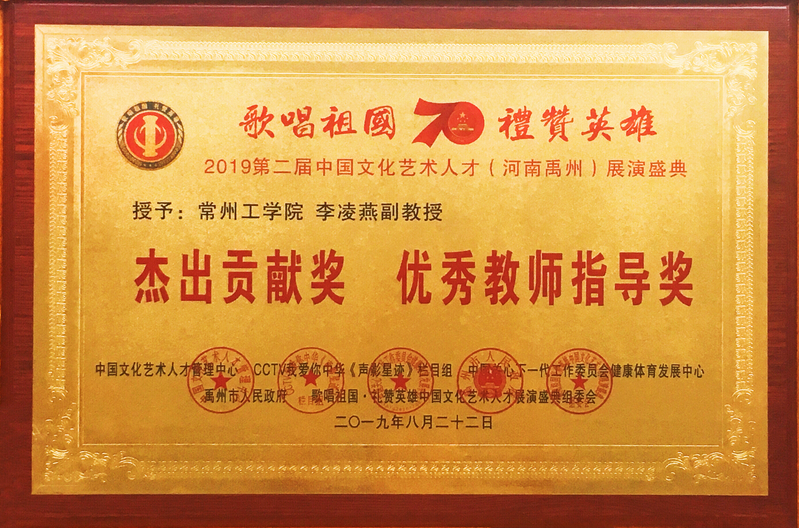 歌唱祖國 70 禮贊英雄
2019第二届中国文化艺术人才（河南禹州）展演盛典
授予：常州工学院 李凌燕副教授
杰出贡献奖 优秀教师指导奖
中国文化艺术人才管理中心 CCTV我爱你中华《声彩星迹》栏目组 中国关心下一代工作委员会健康体育发展中心
禹州市人民政府 歌唱祖国·礼赞英雄中国文化艺术人才展演盛典组委会
二〇一九年八月二十二日